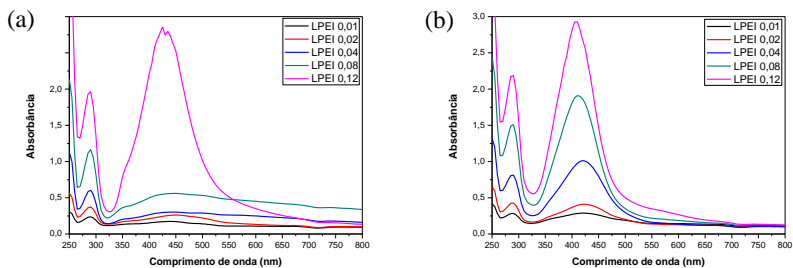 (a)
LPEI 0,01
LPEI 0,02
LPEI 0,04
LPEI 0,08
LPEI 0,12
Absorbância
2,0
1,5
1,0
0,5
0,0
250 300 350 400 450 500 550 600 650 700 750 800
Comprimento de onda (nm)
(b)
LPEI 0,01
LPEI 0,02
LPEI 0,04
LPEI 0,08
LPEI 0,12
Absorbância
3,0
2,5
2,0
1,5
1,0
0,5
0,0
250 300 350 400 450 500 550 600 650 700 750 800
Comprimento de onda (nm)